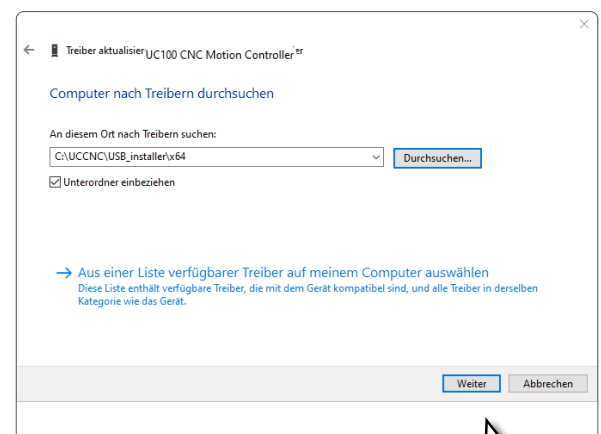 Treiber aktualisier UC100 CNC Motion Controller er
Computer nach Treibern durchsuchen
An diesem Ort nach Treibern suchen:
C:\UCCNC\USB_installer\x64
Durchsuchen...
Unterordner einbeziehen
Aus einer Liste verfügbarer Treiber auf meinem Computer auswählen
Diese Liste enthält verfügbare Treiber, die mit dem Gerät kompatibel sind, und alle Treiber in derselben
Kategorie wie das Gerät.
Weiter
Abbrechen